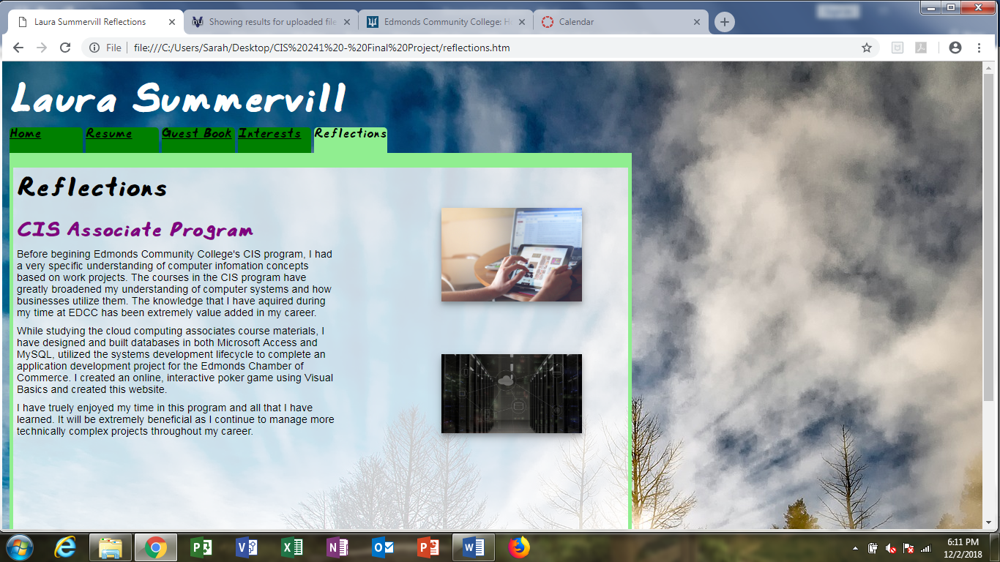 Laura Summervill Reflections
Showing results for uploaded file
Edmonds Community College: H
Calendar
File
file:///C:/Users/Sarah/Desktop/CIS%20241%20-%20Final%20Project/reflections.htm
Laura Summervill
Home Resume Guest Book Interests Reflections
Reflections
CIS Associate Program
Before begining Edmonds Community College's CIS program, I had
a very specific understanding of computer infomation concepts
based on work projects. The courses in the CIS program have
greatly broadened my understanding of computer systems and how
businesses utilize them. The knowledge that I have aquired during
my time at EDCC has been extremely value added in my career.
While studying the cloud computing associates course materials, I
have designed and built databases in both Microsoft Access and
MySQL, utilized the systems development lifecycle to complete an
application development project for the Edmonds Chamber of
Commerce. I created an online, interactive poker game using Visual
Basics and created this website.
I have truely enjoyed my time in this program and all that I have
learned. It will be extremely beneficial as I continue to manage more
technically complex projects throughout my career.
6:11 PM
12/2/2018